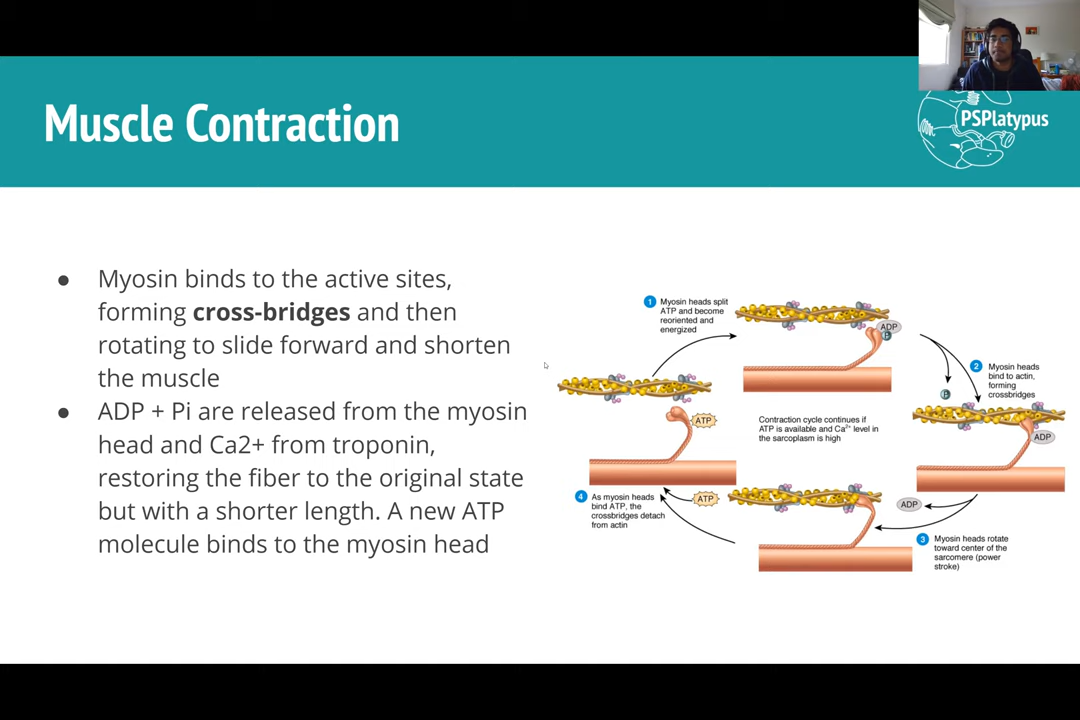 PSPlatypus
Muscle Contraction
● Myosin binds to the active sites,
forming cross-bridges and then
rotating to slide forward and shorten
the muscle
● ADP + Pi are released from the myosin
head and Ca2+ from troponin,
restoring the fiber to the original state
but with a shorter length. A new ATP
molecule binds to the myosin head
1 Myosin heads split
ATP and become
reoriented and
energized
ADP
P
2 Myosin heads
bind to actin,
forming
crossbridges
P
ADP
ATP
Contraction cycle continues if
ATP is available and Ca2+ level in
the sarcoplasm is high
ADP
3 Myosin heads rotate
toward center of the
sarcomere (power
stroke)
4 As myosin heads
bind ATP, the
crossbridges detach
from actin
ATP